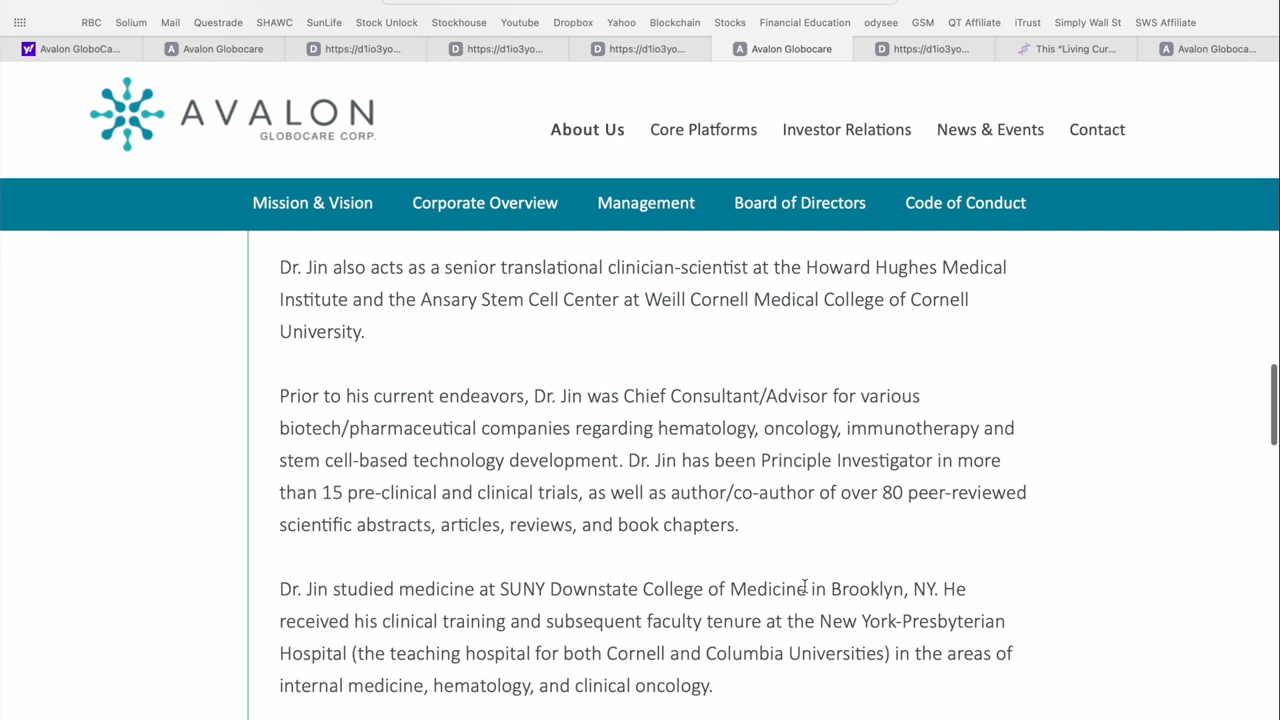 RBC Solium Mail Questrade SHAWC SunLife Stock Unlock Stockhouse Youtube Dropbox Yahoo Blockchain Stocks Financial Education odysee GSM QT Affiliate iTrust Simply Wall St SWS Affiliate
Avalon GloboCa... Avalon Globocare https://d1io3yo... https://d1io3yo... https://d1io3yo... Avalon Globocare https://d1io3yo... This "Living Cur... Avalon Globoca...
AVALON
GLOBOCARE CORP.
About Us Core Platforms Investor Relations News & Events Contact
Mission & Vision Corporate Overview Management Board of Directors Code of Conduct
Dr. Jin also acts as a senior translational clinician-scientist at the Howard Hughes Medical
Institute and the Ansary Stem Cell Center at Weill Cornell Medical College of Cornell
University.
Prior to his current endeavors, Dr. Jin was Chief Consultant/Advisor for various
biotech/pharmaceutical companies regarding hematology, oncology, immunotherapy and
stem cell-based technology development. Dr. Jin has been Principle Investigator in more
than 15 pre-clinical and clinical trials, as well as author/co-author of over 80 peer-reviewed
scientific abstracts, articles, reviews, and book chapters.
Dr. Jin studied medicine at SUNY Downstate College of Medicine in Brooklyn, NY. He
received his clinical training and subsequent faculty tenure at the New York-Presbyterian
Hospital (the teaching hospital for both Cornell and Columbia Universities) in the areas of
internal medicine, hematology, and clinical oncology.